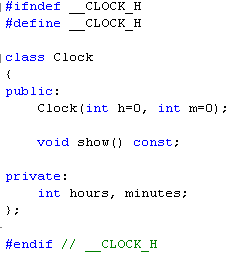 #ifndef __CLOCK_H
#define __CLOCK_H
class Clock
{
public:
    Clock(int h=0, int m=0);
    void show() const;
private:
    int hours, minutes;
};
#endif // __CLOCK_H